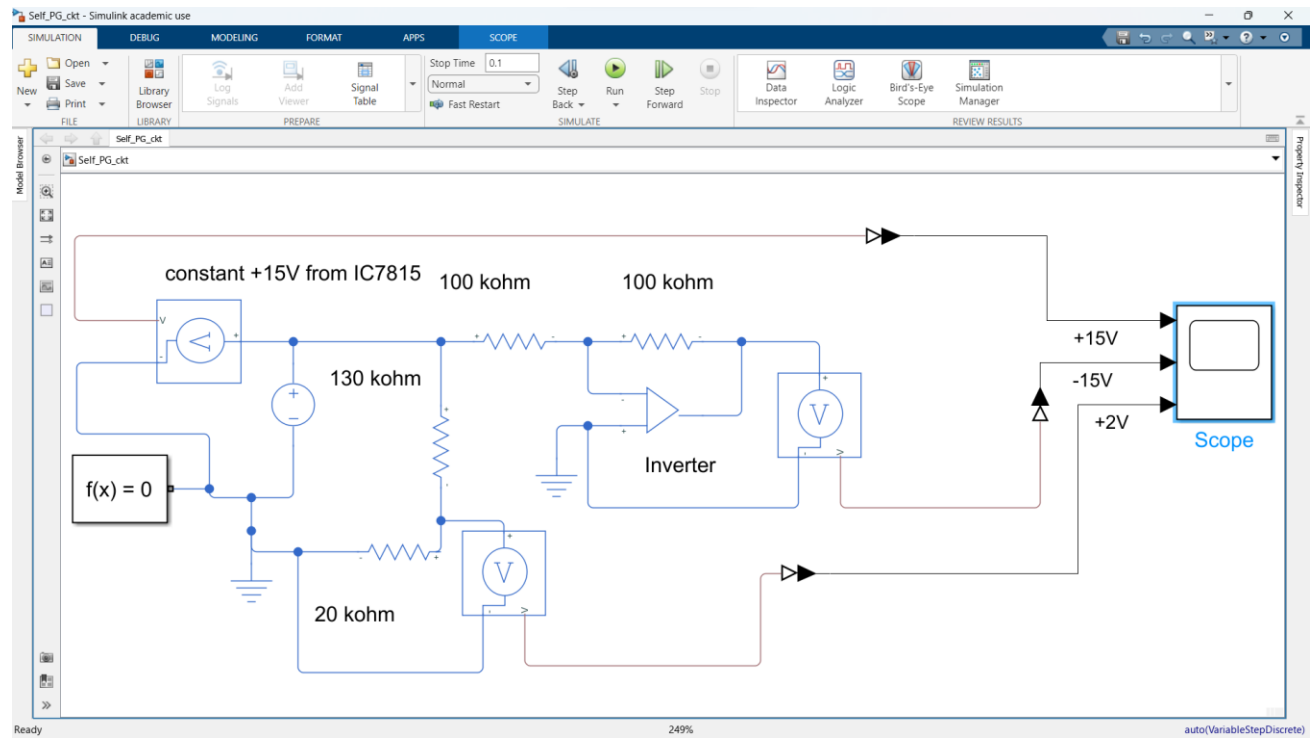 Self_PG_ckt - Simulink academic use
SIMULATION DEBUG MODELING FORMAT APPS SCOPE
New
Open
Save
Print
FILE
Library Browser
LIBRARY
Log Signals
Add Viewer
Signal Table
PREPARE
Stop Time 0.1
Normal
Fast Restart
Step Back
Run
Step Forward
Stop
SIMULATE
Data Inspector
Logic Analyzer
Bird's-Eye Scope
Simulation Manager
REVIEW RESULTS
Model Browser
Self_PG_ckt
Self_PG_ckt
Property Inspector
constant +15V from IC7815
100 kohm
100 kohm
V
+
-
130 kohm
+
-
+ -
+ -
-
+
Inverter
V
+
-
V
+15V
-15V
+2V
Scope
f(x) = 0
+
-
- +
20 kohm
V
+
-
V
Ready
249%
auto(VariableStepDiscrete)